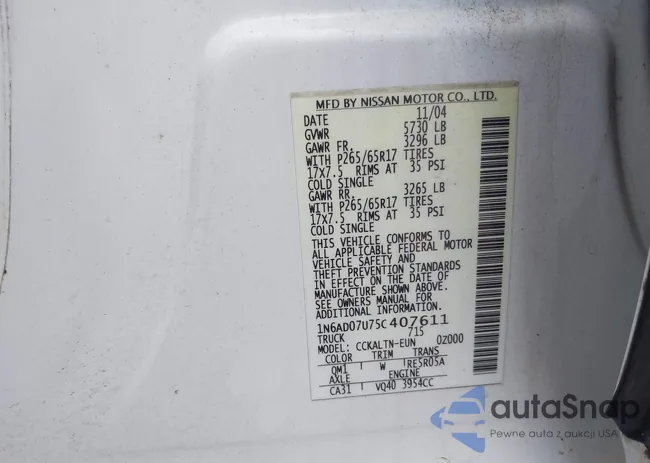 MFD BY NISSAN MOTOR CO., LTD.
DATE 11/04
GVWR 5730 LB
GAWR FR. 3296 LB
WITH P265/65R17 TIRES
17X7.5 RIMS AT 35 PSI
COLD SINGLE
GAWR RR. 3265 LB
WITH P265/65R17 TIRES
17X7.5 RIMS AT 35 PSI
COLD SINGLE
THIS VEHICLE CONFORMS TO
ALL APPLICABLE FEDERAL MOTOR
VEHICLE SAFETY AND
THEFT PREVENTION STANDARDS
IN EFFECT ON THE DATE OF
MANUFACTURE SHOWN ABOVE.
SEE OWNERS MANUAL FOR
ADDITIONAL INFORMATION.
1N6AD07U75C407611
TRUCK 715
MODEL: CCKALTN-EUN 0Z000
COLOR TRIM TRANS
QM1 W RE5R05A
AXLE ENGINE
CA31 VQ40 3954CC
autaSnap
Pewne auta z aukcji USA